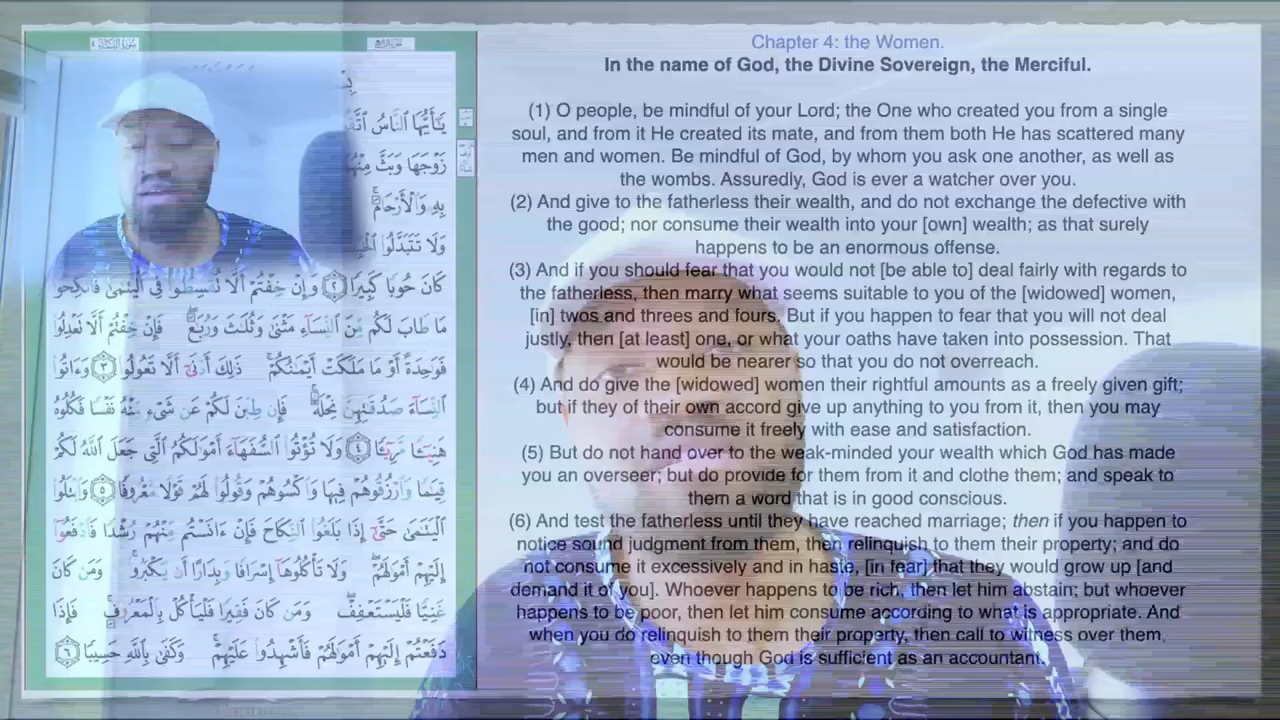 سُورَةُ النِّسَاءِ ٤
الجزء الرابع
يَٰٓأَيُّهَا ٱلنَّاسُ
زَوْجَهَا وَبَثَّ
بِهِۦ وَٱلْأَرْحَامَۚ
وَلَا تَتَبَدَّلُوا۟
كَانَ حُوبًا كَبِيرًا ٢ وَإِنْ خِفْتُمْ أَلَّا تُقْسِطُوا۟ فِى ٱلْيَتَٰمَىٰ فَٱنكِحُوا۟
مَا طَابَ لَكُم مِّنَ ٱلنِّسَآءِ مَثْنَىٰ وَثُلَٰثَ وَرُبَٰعَۖ فَإِنْ خِفْتُمْ أَلَّا تَعْدِلُوا۟
فَوَٰحِدَةً أَوْ مَا مَلَكَتْ أَيْمَٰنُكُمْۚ ذَٰلِكَ أَدْنَىٰٓ أَلَّا تَعُولُوا۟ ٣ وَءَاتُوا۟
ٱلنِّسَآءَ صَدُقَٰتِهِنَّ نِحْلَةًۚ فَإِن طِبْنَ لَكُمْ عَن شَىْءٍ مِّنْهُ نَفْسًا فَكُلُوهُ
هَنِيٓـًٔا مَّرِيٓـًٔا ٤ وَلَا تُؤْتُوا۟ ٱلسُّفَهَآءَ أَمْوَٰلَكُمُ ٱلَّتِى جَعَلَ ٱللَّهُ لَكُمْ
قِيَٰمًا وَٱرْزُقُوهُمْ فِيهَا وَٱكْسُوهُمْ وَقُولُوا۟ لَهُمْ قَوْلًا مَّعْرُوفًا ٥ وَٱبْتَلُوا۟
ٱلْيَتَٰمَىٰ حَتَّىٰٓ إِذَا بَلَغُوا۟ ٱلنِّكَاحَ فَإِنْ ءَانَسْتُم مِّنْهُمْ رُشْدًا فَٱدْفَعُوٓا۟
إِلَيْهِمْ أَمْوَٰلَهُمْۖ وَلَا تَأْكُلُوهَآ إِسْرَافًا وَبِدَارًا أَن يَكْبَرُوا۟ۚ وَمَن كَانَ
غَنِيًّا فَلْيَسْتَعْفِفْۖ وَمَن كَانَ فَقِيرًا فَلْيَأْكُلْ بِٱلْمَعْرُوفِۚ فَإِذَا
دَفَعْتُمْ إِلَيْهِمْ أَمْوَٰلَهُمْ فَأَشْهِدُوا۟ عَلَيْهِمْۚ وَكَفَىٰ بِٱللَّهِ حَسِيبًا ٦
Chapter 4: the Women.
In the name of God, the Divine Sovereign, the Merciful.
(1) O people, be mindful of your Lord; the One who created you from a single
soul, and from it He created its mate, and from them both He has scattered many
men and women. Be mindful of God, by whom you ask one another, as well as
the wombs. Assuredly, God is ever a watcher over you.
(2) And give to the fatherless their wealth, and do not exchange the defective with
the good; nor consume their wealth into your [own] wealth; as that surely
happens to be an enormous offense.
(3) And if you should fear that you would not [be able to] deal fairly with regards to
the fatherless, then marry what seems suitable to you of the [widowed] women,
[in] twos and threes and fours. But if you happen to fear that you will not deal
justly, then [at least] one, or what your oaths have taken into possession. That
would be nearer so that you do not overreach.
(4) And do give the [widowed] women their rightful amounts as a freely given gift;
but if they of their own accord give up anything to you from it, then you may
consume it freely with ease and satisfaction.
(5) But do not hand over to the weak-minded your wealth which God has made
you an overseer; but do provide for them from it and clothe them; and speak to
them a word that is in good conscious.
(6) And test the fatherless until they have reached marriage; then if you happen to
notice sound judgment from them, then relinquish to them their property; and do
not consume it excessively and in haste, [in fear] that they would grow up [and
demand it of you]. Whoever happens to be rich, then let him abstain; but whoever
happens to be poor, then let him consume according to what is appropriate. And
when you do relinquish to them their property, then call to witness over them,
even though God is sufficient as an accountant.